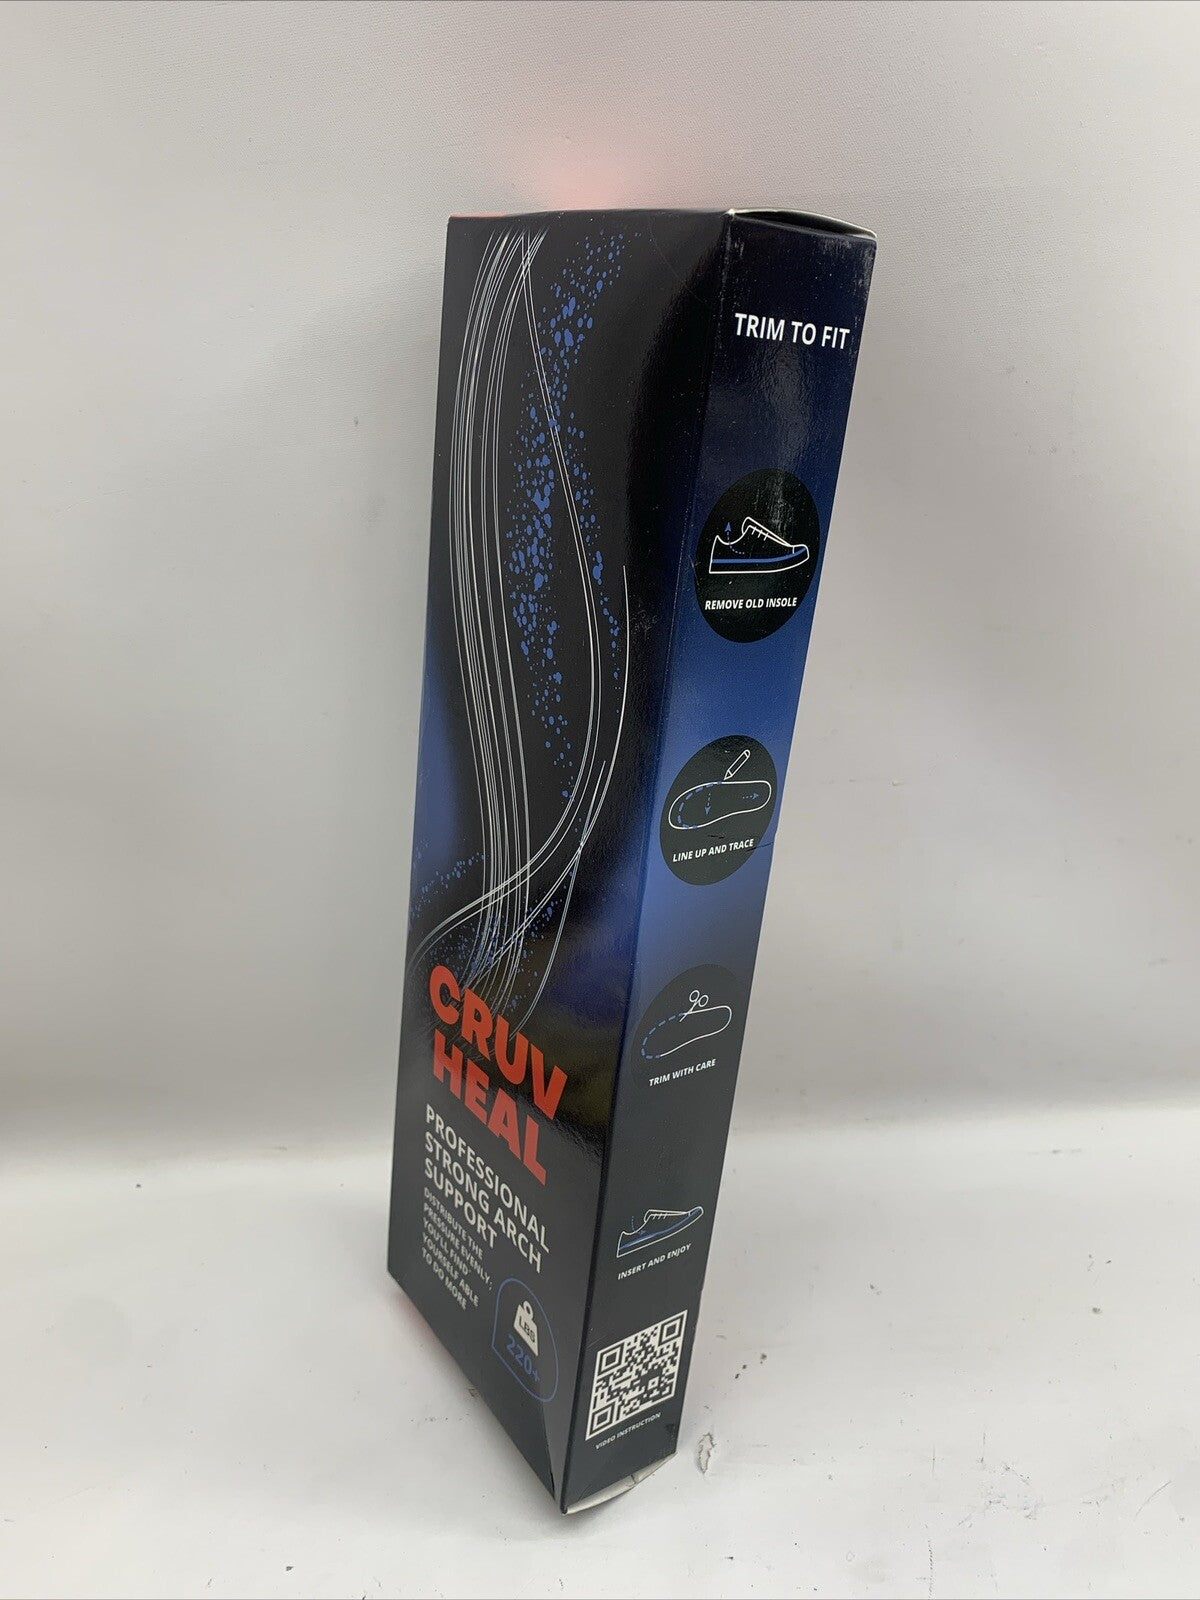 CRUV
HEAL
PROFESSIONAL
STRONG ARCH
SUPPORT
DISTRIBUTE THE
PRESSURE EVENLY;
YOU'LL FIND
YOURSELF ABLE
TO DO MORE
LBS
220+
TRIM TO FIT
REMOVE OLD INSOLE
LINE UP AND TRACE
TRIM WITH CARE
INSERT AND ENJOY
VIDEO INSTRUCTION